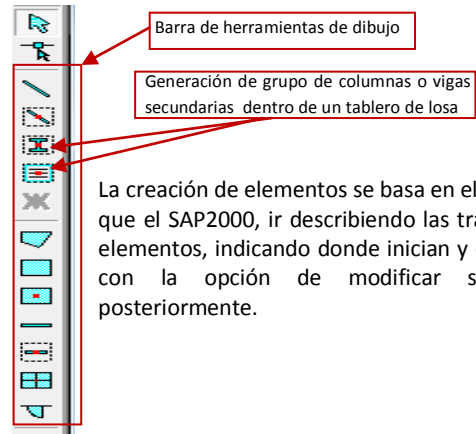 Barra de herramientas de dibujo
Generación de grupo de columnas o vigas
secundarias dentro de un tablero de losa
La creación de elementos se basa en el
que el SAP2000, ir describiendo las tra
elementos, indicando donde inician y
con la opción de modificar s
posteriormente.